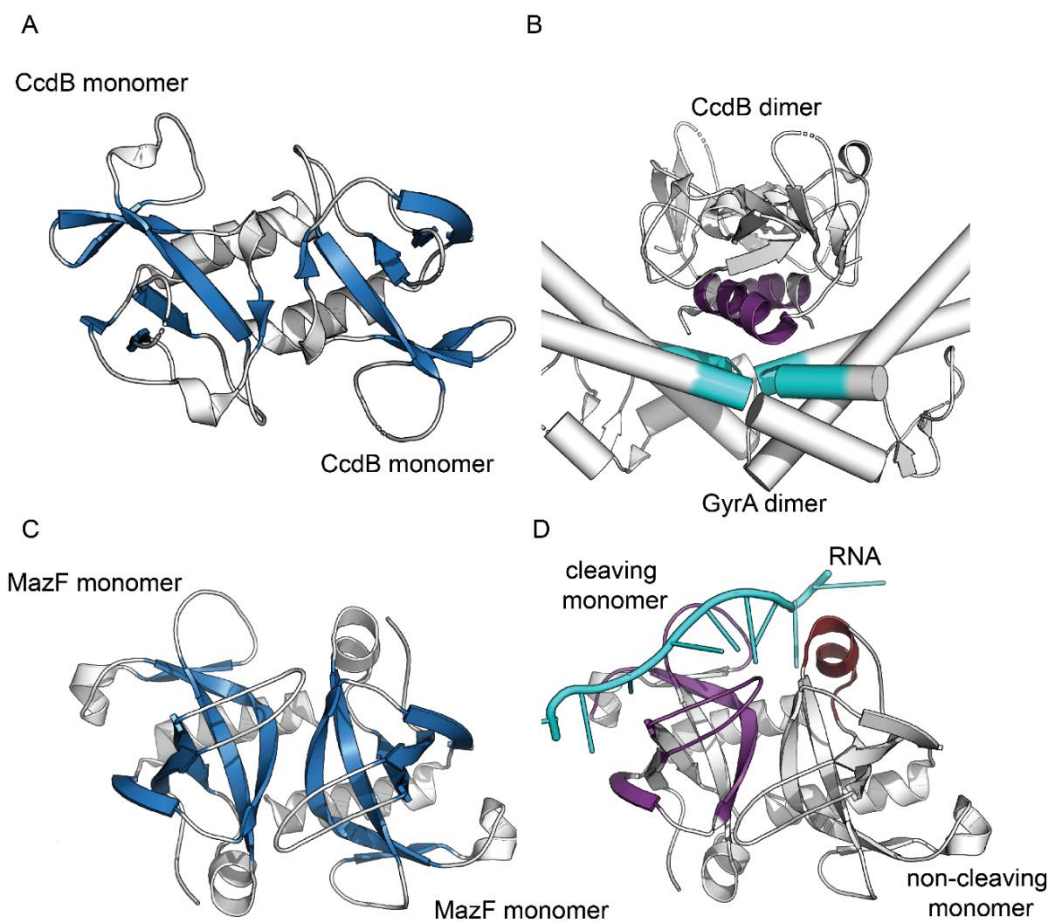 A
B
CcdB monomer
CcdB dimer
CcdB monomer
GyrA dimer
C
D
MazF monomer
cleaving
monomer
RNA
MazF monomer
non-cleaving
monomer